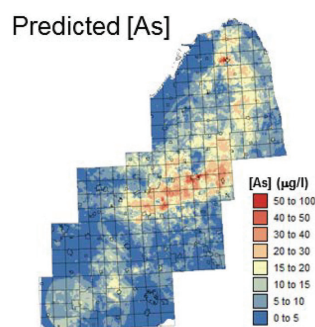 Predicted [As]
[As] (µg/l)
50 to 100
40 to 50
30 to 40
20 to 30
15 to 20
10 to 15
5 to 10
0 to 5